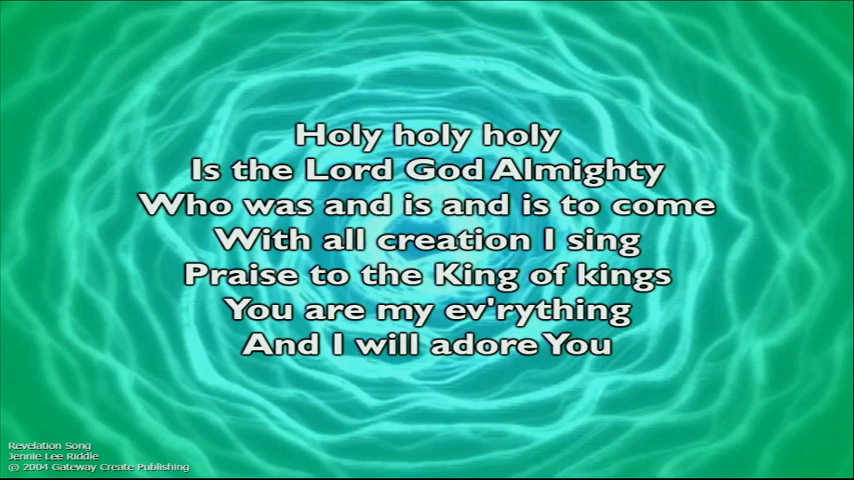 Holy holy holy
Is the Lord God Almighty
Who was and is and is to come
With all creation I sing
Praise to the King of kings
You are my ev'rything
And I will adore You
Revelation Song
Jennie Lee Riddle
© 2004 Gateway Create Publishing